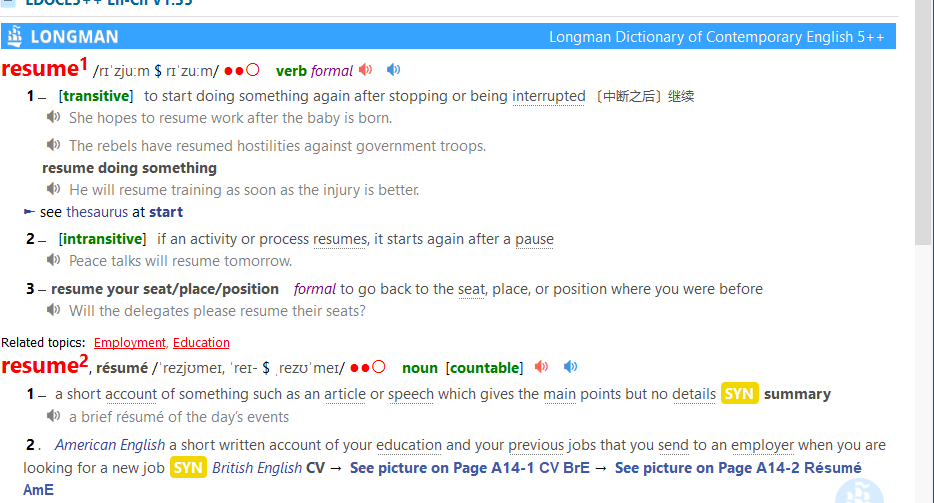 LONGMAN Longman Dictionary of Contemporary English 5++
resume1 /rɪˈzjuːm $ rɪˈzuːm/ ●●○ verb formal
1 – [transitive] to start doing something again after stopping or being interrupted 〔中断之后〕继续
She hopes to resume work after the baby is born.
The rebels have resumed hostilities against government troops.
resume doing something
He will resume training as soon as the injury is better.
► see thesaurus at start
2 – [intransitive] if an activity or process resumes, it starts again after a pause
Peace talks will resume tomorrow.
3 – resume your seat/place/position formal to go back to the seat, place, or position where you were before
Will the delegates please resume their seats?
Related topics: Employment, Education
resume2, résumé /ˈrezjʊmeɪ, ˈreɪ- $ ˌrezʊˈmeɪ/ ●●○ noun [countable]
1 – a short account of something such as an article or speech which gives the main points but no details SYN summary
a brief résumé of the day’s events
2 . American English a short written account of your education and your previous jobs that you send to an employer when you are
looking for a new job SYN British English CV → See picture on Page A14-1 CV BrE → See picture on Page A14-2 Résumé
AmE